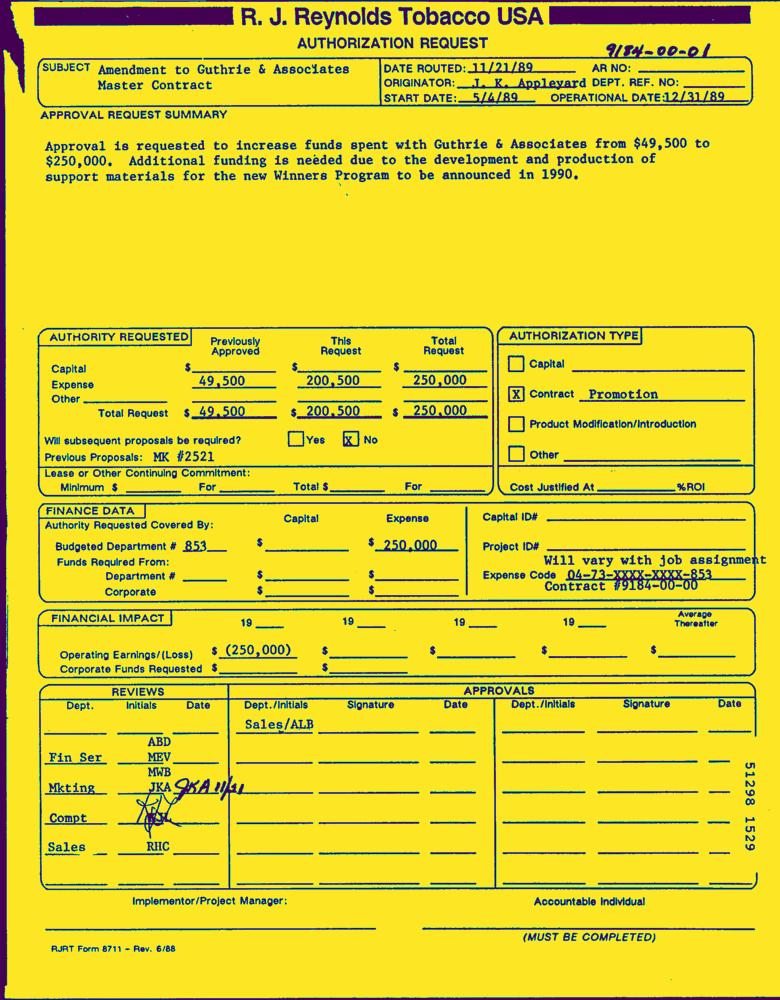 R. J. Reynolds Tobacco USA
AUTHORIZATION REQUEST
9184-00-01
SUBJECT Amendment to Guthrie & Associates
Master Contract
DATE ROUTED: 11/21/89 AR NO:
ORIGINATOR: J. K. Appleyard DEPT. REF. NO:
START DATE: 5/4/89 OPERATIONAL DATE: 12/31/89
APPROVAL REQUEST SUMMARY
Approval is requested to increase funds spent with Guthrie & Associates from $49,500 to
$250,000. Additional funding is needed due to the development and production of
support materials for the new Winners Program to be announced in 1990.
AUTHORITY REQUESTED
Previously Approved This Request Total Request
Capital $ $ $
Expense 49,500 200,500 250,000
Other
Total Request $ 49,500 $ 200,500 $ 250,000
Will subsequent proposals be required? Yes X No
Previous Proposals: MK #2521
Lease or Other Continuing Commitment:
Minimum $ For Total $ For
AUTHORIZATION TYPE
Capital
X Contract Promotion
Product Modification/Introduction
Other
Cost Justified At %ROI
FINANCE DATA
Authority Requested Covered By: Capital Expense
Budgeted Department # 853 $ $ 250,000
Funds Required From:
Department # $ $
Corporate $ $
Capital ID#
Project ID#
Will vary with job assignment
Expense Code 04-73-XXXX-XXXX-853
Contract #9184-00-00
FINANCIAL IMPACT
19 19 19 19 Average Thereafter
Operating Earnings/(Loss) $ (250,000) $ $ $ $
Corporate Funds Requested $ $
REVIEWS APPROVALS
Dept. Initials Date Dept./Initials Signature Date Dept./Initials Signature Date
Sales/ALB
ABD
Fin Ser MEV
MWB
Mkting JKA JKA 11/21
Compt
Sales RHC
51298 1529
Implementor/Project Manager: Accountable Individual
(MUST BE COMPLETED)
RJRT Form 8711 - Rev. 6/88